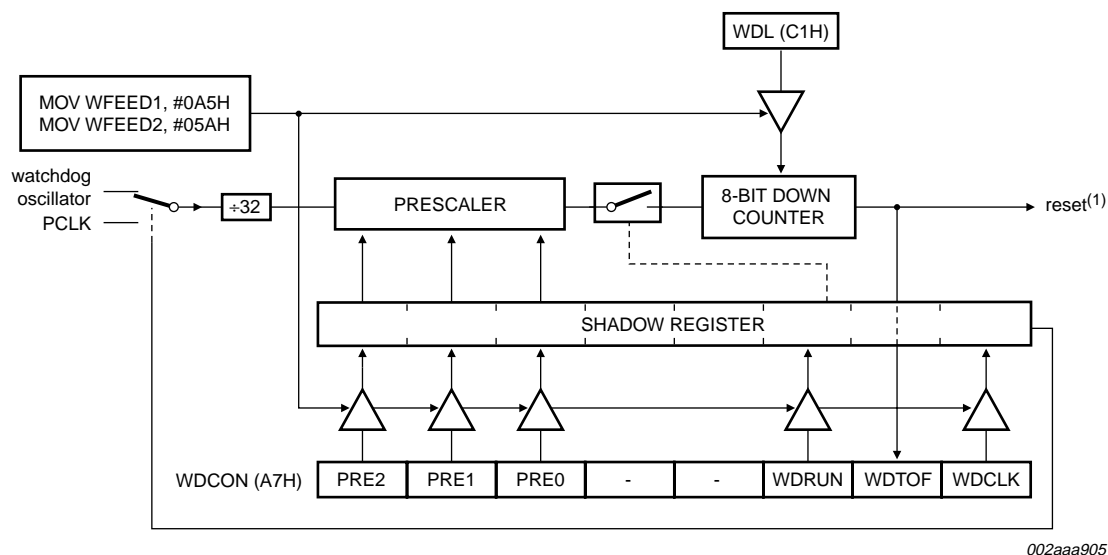 WDL (C1H)
MOV WFEED1, #0A5H
MOV WFEED2, #05AH
watchdog
oscillator
PCLK
÷32
PRESCALER
8-BIT DOWN
COUNTER
reset(1)
SHADOW REGISTER
WDCON (A7H)
PRE2
PRE1
PRE0
-
-
WDRUN
WDTOF
WDCLK
002aaa905